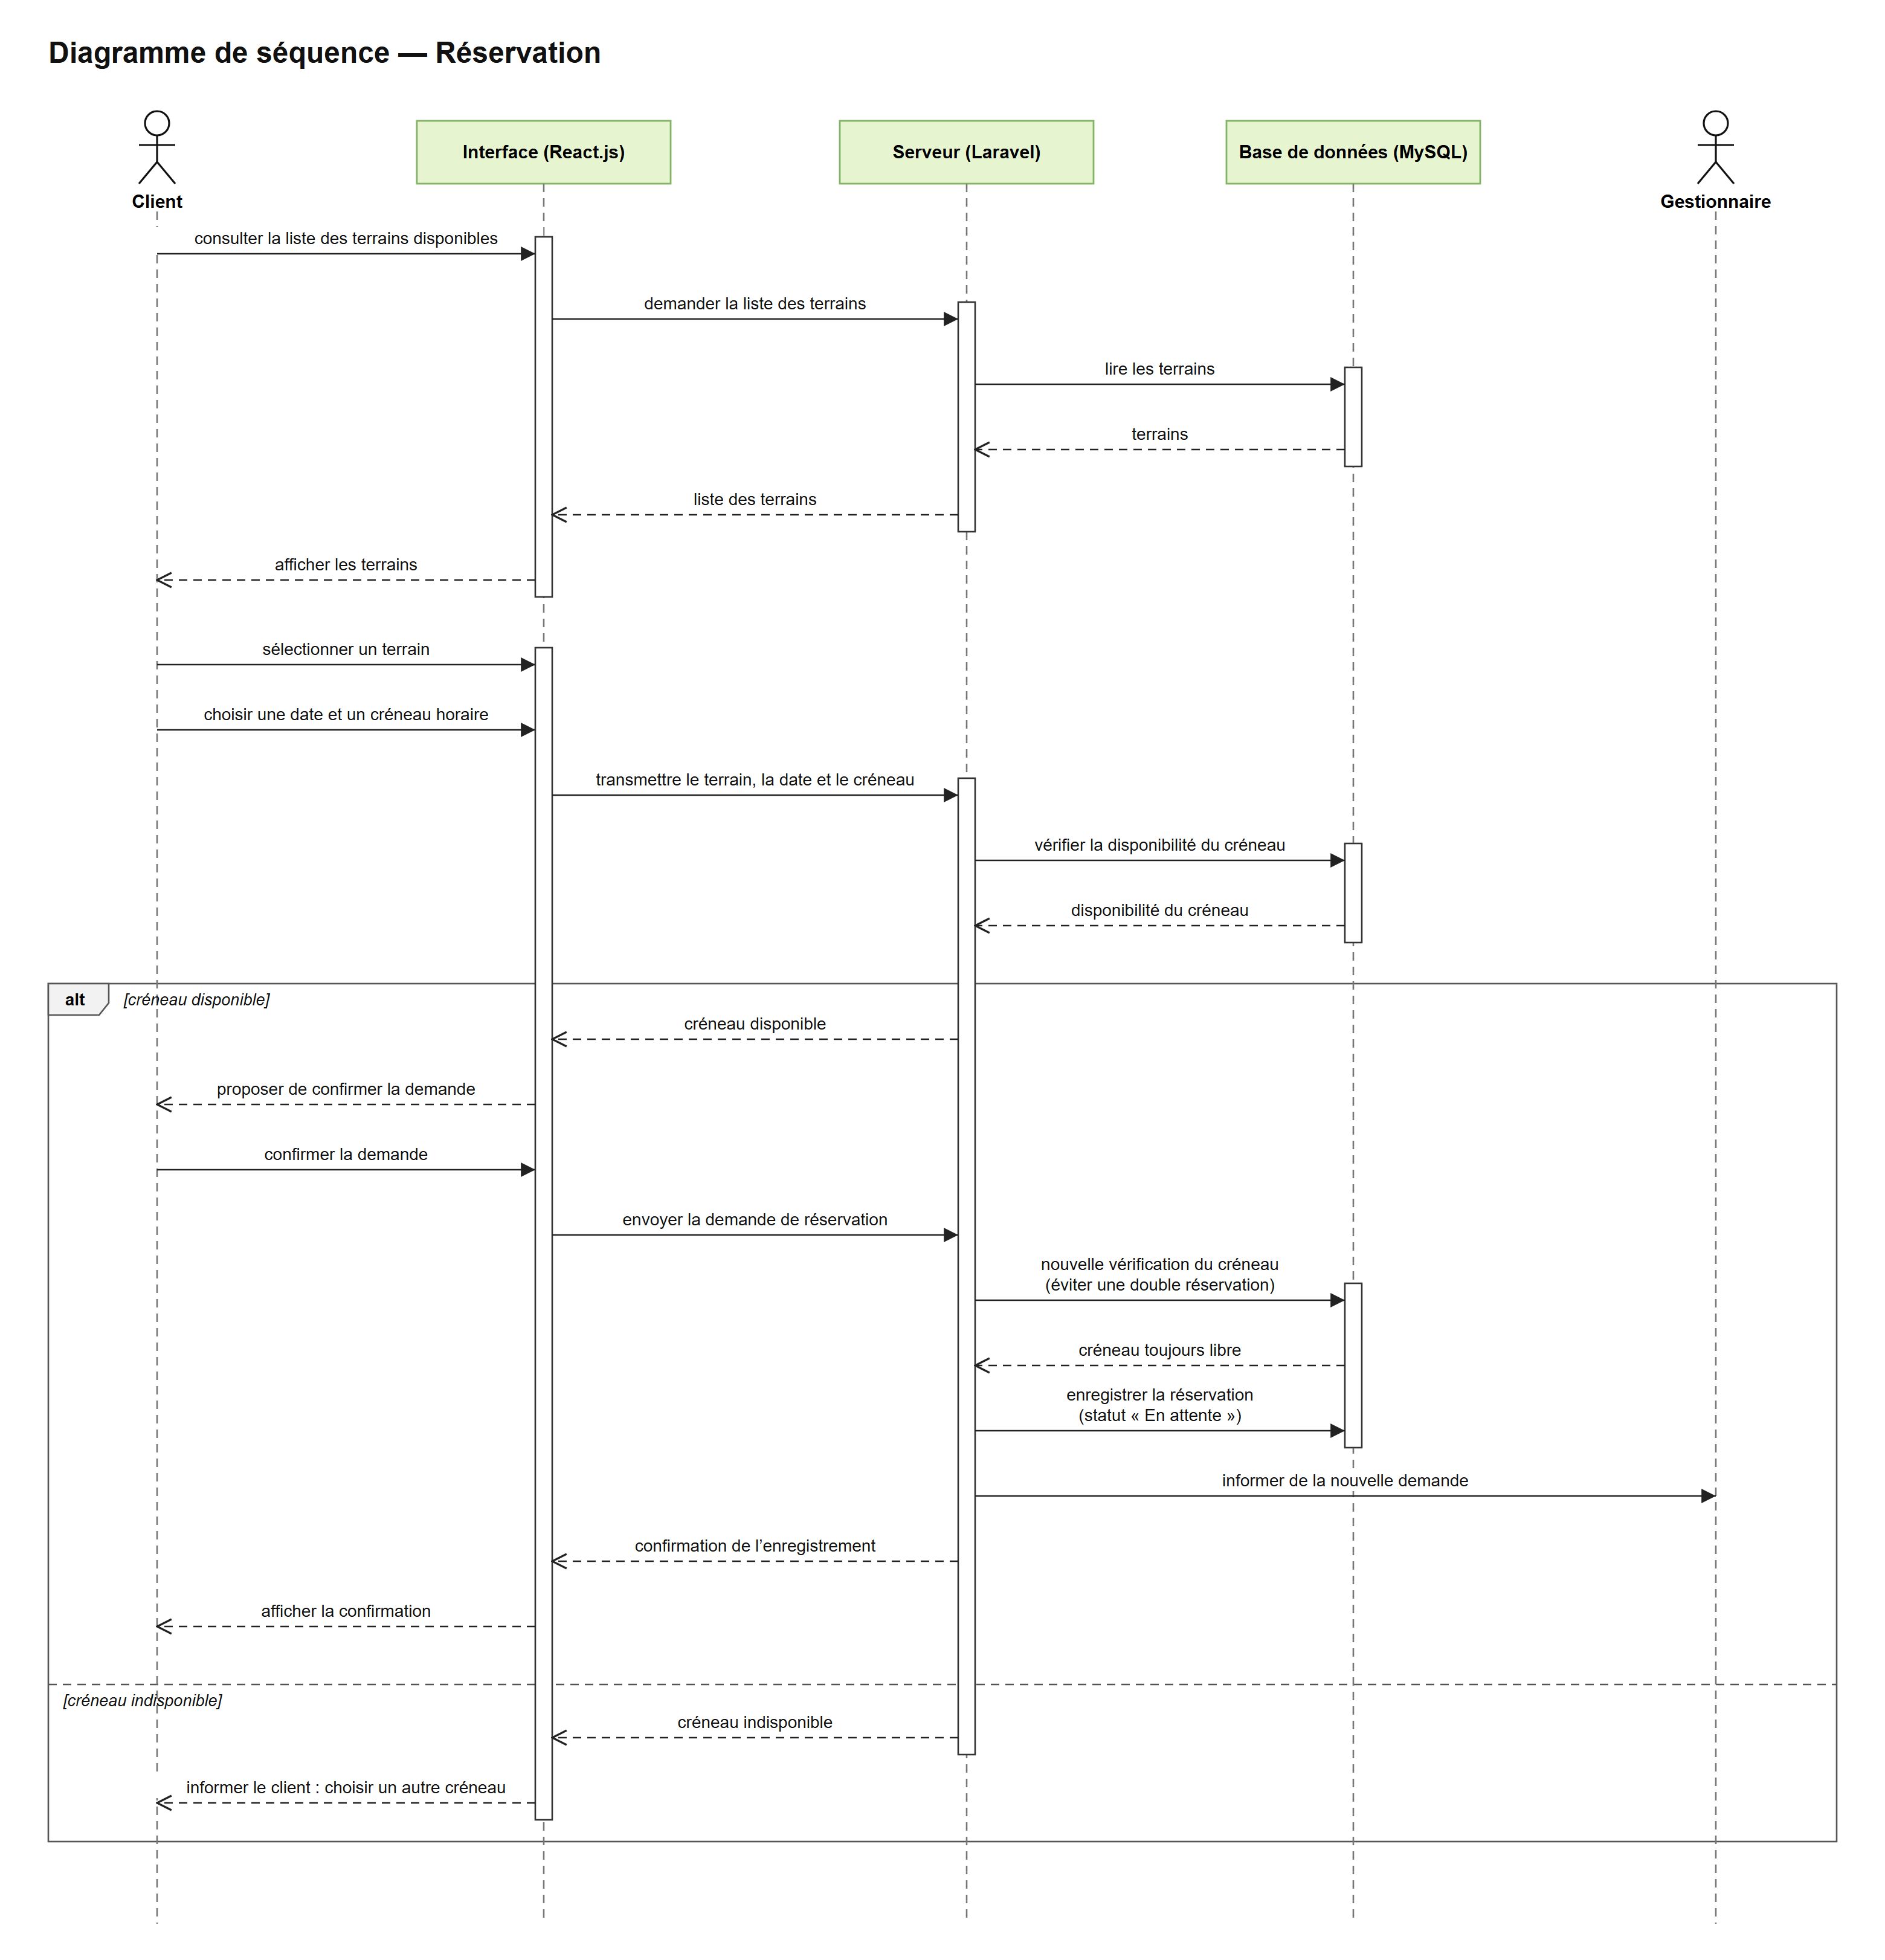 Diagramme de séquence — Réservation
Client
Interface (React.js)
Serveur (Laravel)
Base de données (MySQL)
Gestionnaire
consulter la liste des terrains disponibles
demander la liste des terrains
lire les terrains
terrains
liste des terrains
afficher les terrains
sélectionner un terrain
choisir une date et un créneau horaire
transmettre le terrain, la date et le créneau
vérifier la disponibilité du créneau
disponibilité du créneau
alt
[créneau disponible]
créneau disponible
proposer de confirmer la demande
confirmer la demande
envoyer la demande de réservation
nouvelle vérification du créneau
(éviter une double réservation)
créneau toujours libre
enregistrer la réservation
(statut « En attente »)
informer de la nouvelle demande
confirmation de l’enregistrement
afficher la confirmation
[créneau indisponible]
créneau indisponible
informer le client : choisir un autre créneau